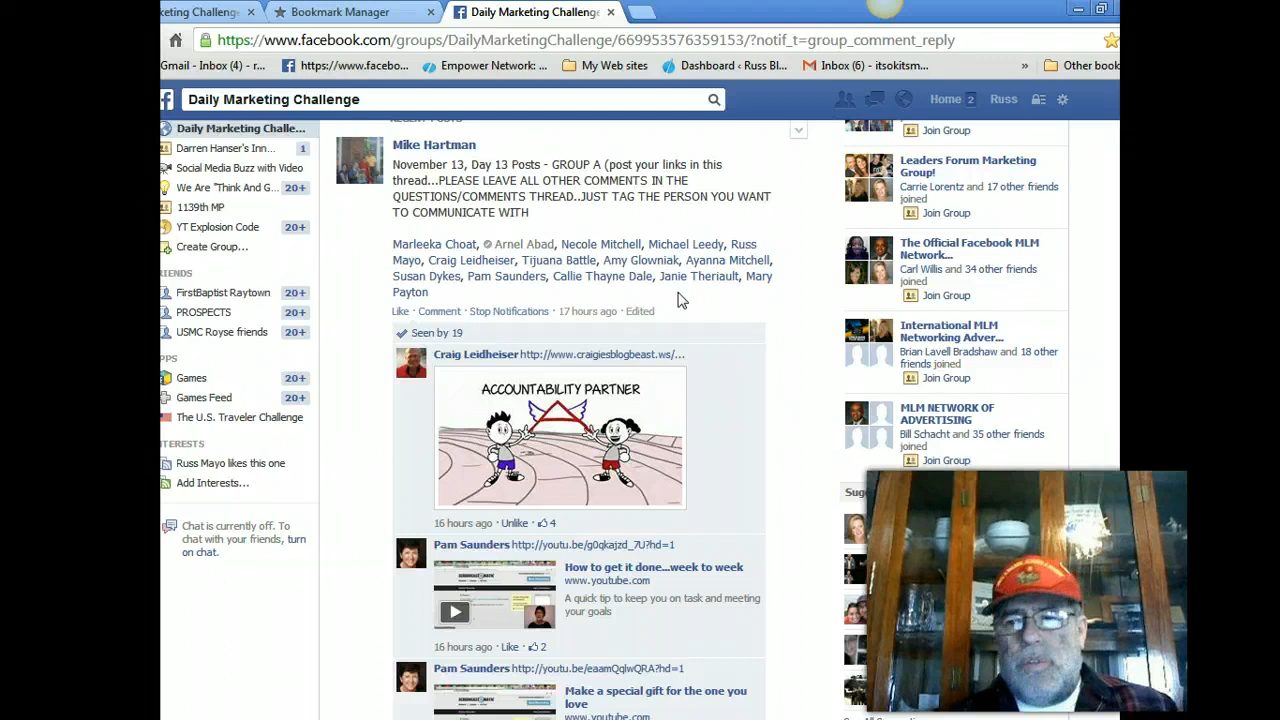 keting Challenge
Bookmark Manager
Daily Marketing Challenge
https://www.facebook.com/groups/DailyMarketingChallenge/669953576359153/?notif_t=group_comment_reply
Gmail - Inbox (4) - r...
https://www.facebo...
Empower Network: ...
My Web sites
Dashboard ‹ Russ Bl...
Inbox (6) - itsokitsm...
»
Other book
Daily Marketing Challenge
Home 2
Russ
Daily Marketing Challe...
Darren Hanser's Inn... 1
Social Media Buzz with Video
We Are "Think And G... 20+
1139th MP
YT Explosion Code 20+
Create Group...
RIENDS
FirstBaptist Raytown 20+
PROSPECTS 20+
USMC Royse friends 20+
PPS
Games 20+
Games Feed 20+
The U.S. Traveler Challenge
NTERESTS
Russ Mayo likes this one
Add Interests...
Chat is currently off. To
chat with your friends, turn
on chat.
RECENT POSTS
Mike Hartman
November 13, Day 13 Posts - GROUP A (post your links in this
thread...PLEASE LEAVE ALL OTHER COMMENTS IN THE
QUESTIONS/COMMENTS THREAD..JUST TAG THE PERSON YOU WANT
TO COMMUNICATE WITH
Marleeka Choat, Arnel Abad, Necole Mitchell, Michael Leedy, Russ
Mayo, Craig Leidheiser, Tijuana Battle, Amy Glowniak, Ayanna Mitchell,
Susan Dykes, Pam Saunders, Callie Thayne Dale, Janie Theriault, Mary
Payton
Like · Comment · Stop Notifications · 17 hours ago · Edited
Seen by 19
Craig Leidheiser http://www.craigiesblogbeast.ws/...
ACCOUNTABILITY PARTNER
16 hours ago · Unlike · 4
Pam Saunders http://youtu.be/g0qkajzd_7U?hd=1
How to get it done...week to week
www.youtube.com
A quick tip to keep you on task and meeting
your goals
16 hours ago · Like · 2
Pam Saunders http://youtu.be/eaamQqlwQRA?hd=1
Make a special gift for the one you
love
www.youtube.com
Join Group
Leaders Forum Marketing
Group!
Carrie Lorentz and 17 other friends
joined
Join Group
The Official Facebook MLM
Network...
Carl Willis and 34 other friends
joined
Join Group
International MLM
Networking Adver...
Brian Lavell Bradshaw and 18 other
friends joined
Join Group
MLM NETWORK OF
ADVERTISING
Bill Schacht and 35 other friends
joined
Join Group
Sug